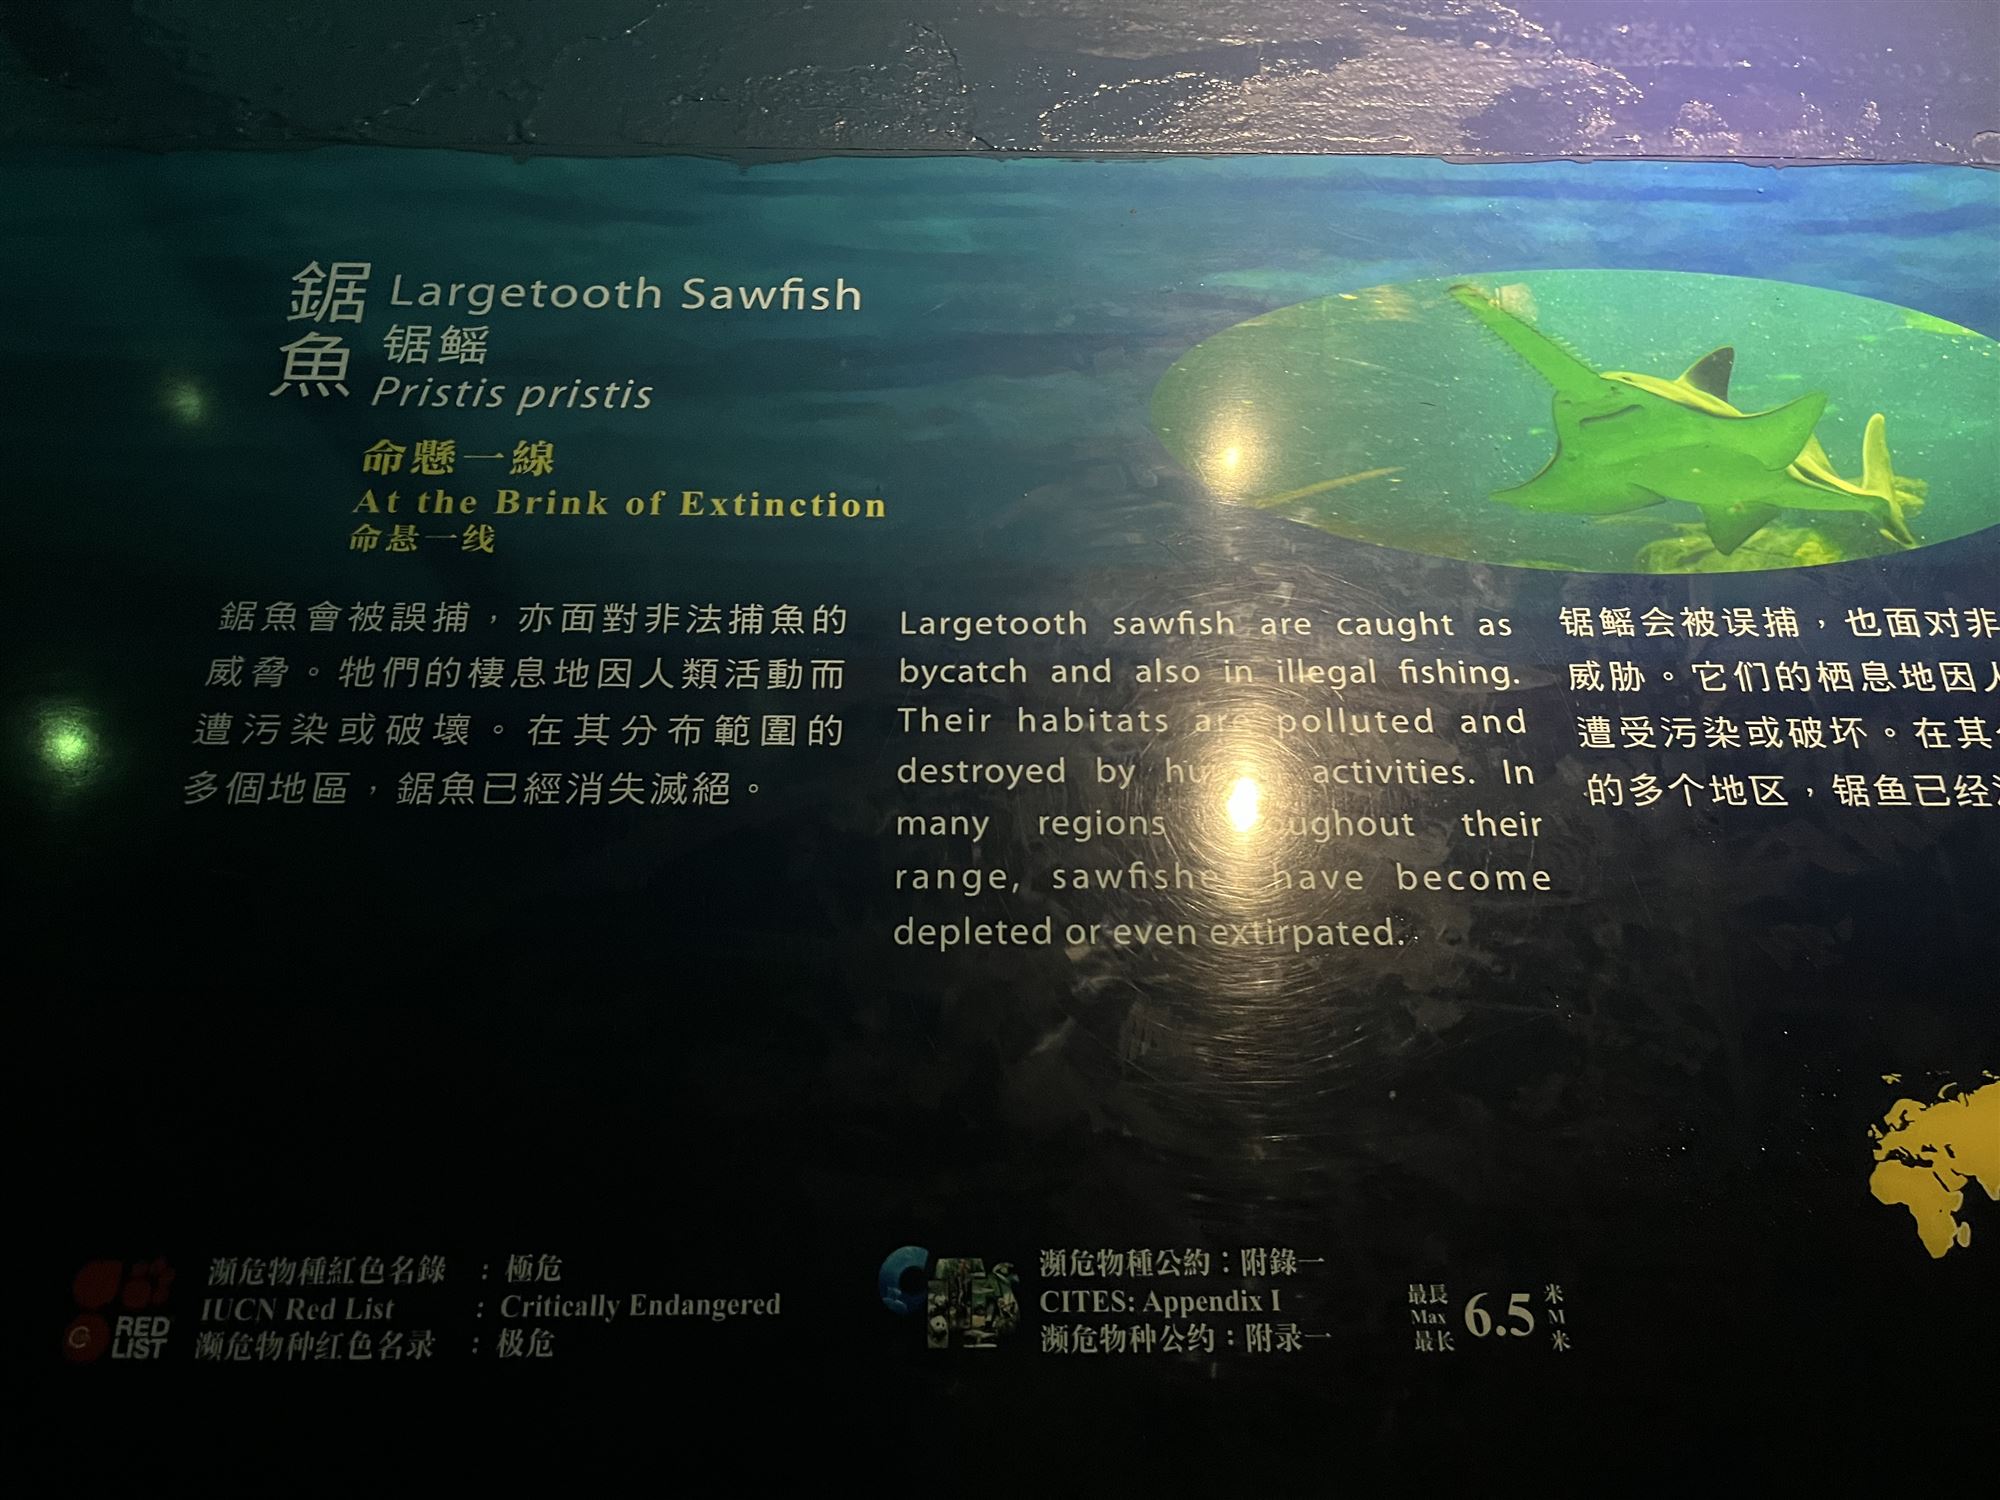 鋸魚
Largetooth Sawfish
锯鳐
Pristis pristis
命懸一線
At the Brink of Extinction
命悬一线
鋸魚會被誤捕，亦面對非法捕魚的
威脅。牠們的棲息地因人類活動而
遭污染或破壞。在其分布範圍的
多個地區，鋸魚已經消失滅絕。
Largetooth sawfish are caught as
bycatch and also in illegal fishing.
Their habitats are polluted and
destroyed by activities. In
many regions their
range, have become
depleted or even extirpated.
锯鳐会被误捕，也面对非
威胁。它们的栖息地因人
遭受污染或破坏。在其
的多个地区，锯鱼已经
RED
LIST
瀕危物種紅色名錄 : 極危
IUCN Red List : Critically Endangered
濒危物种红色名录 : 极危
瀕危物種公約：附錄一
CITES: Appendix I
濒危物种公约：附录一
最長 米
Max 6.5 M
最长 米